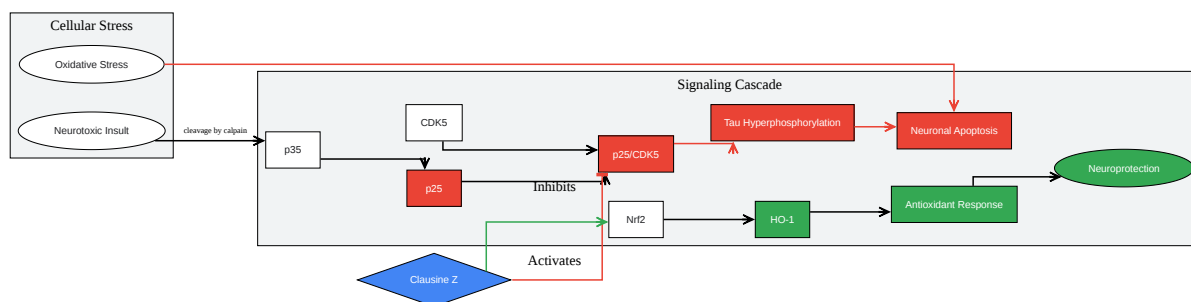 Cellular Stress
Oxidative Stress
Neurotoxic Insult
cleavage by calpain
Signaling Cascade
p35
CDK5
p25
p25/CDK5
Tau Hyperphosphorylation
Neuronal Apoptosis
Inhibits
Nrf2
HO-1
Antioxidant Response
Neuroprotection
Activates
Clausine Z